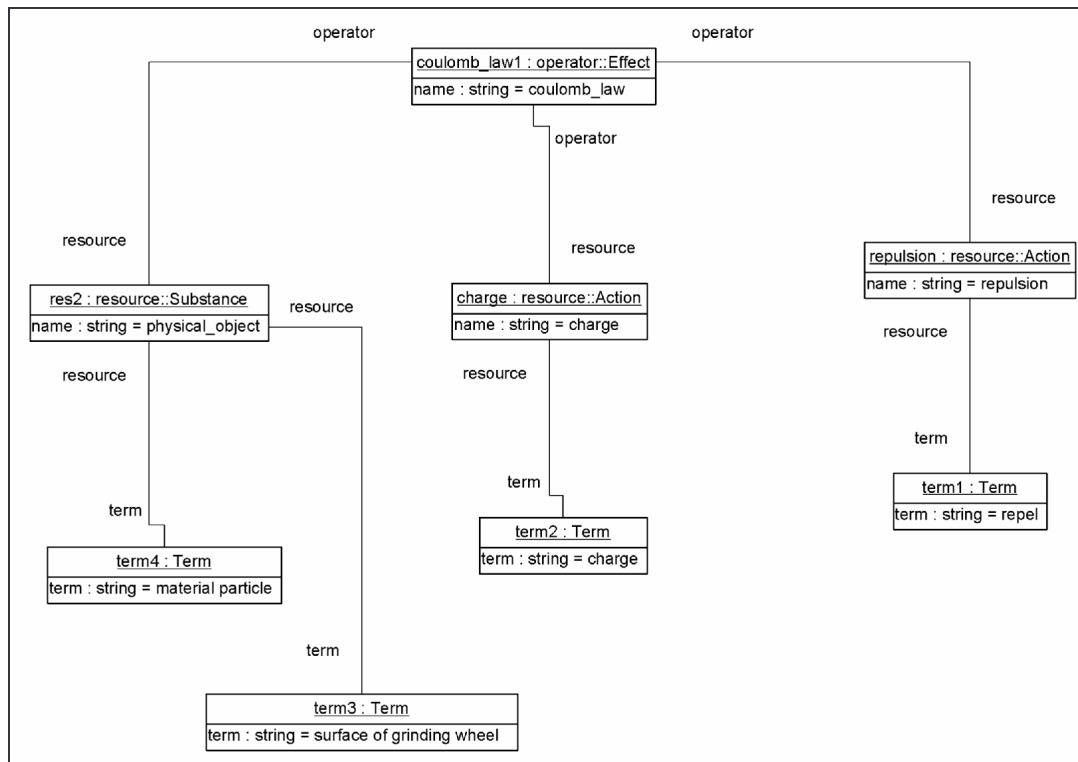 operator
operator
coulomb_law1 : operator::Effect
name : string = coulomb_law
operator
resource
resource
resource
repulsion : resource::Action
name : string = repulsion
res2 : resource::Substance
name : string = physical_object
resource
charge : resource::Action
name : string = charge
resource
resource
resource
term
term1 : Term
term : string = repel
term
term
term2 : Term
term : string = charge
term4 : Term
term : string = material particle
term
term3 : Term
term : string = surface of grinding wheel